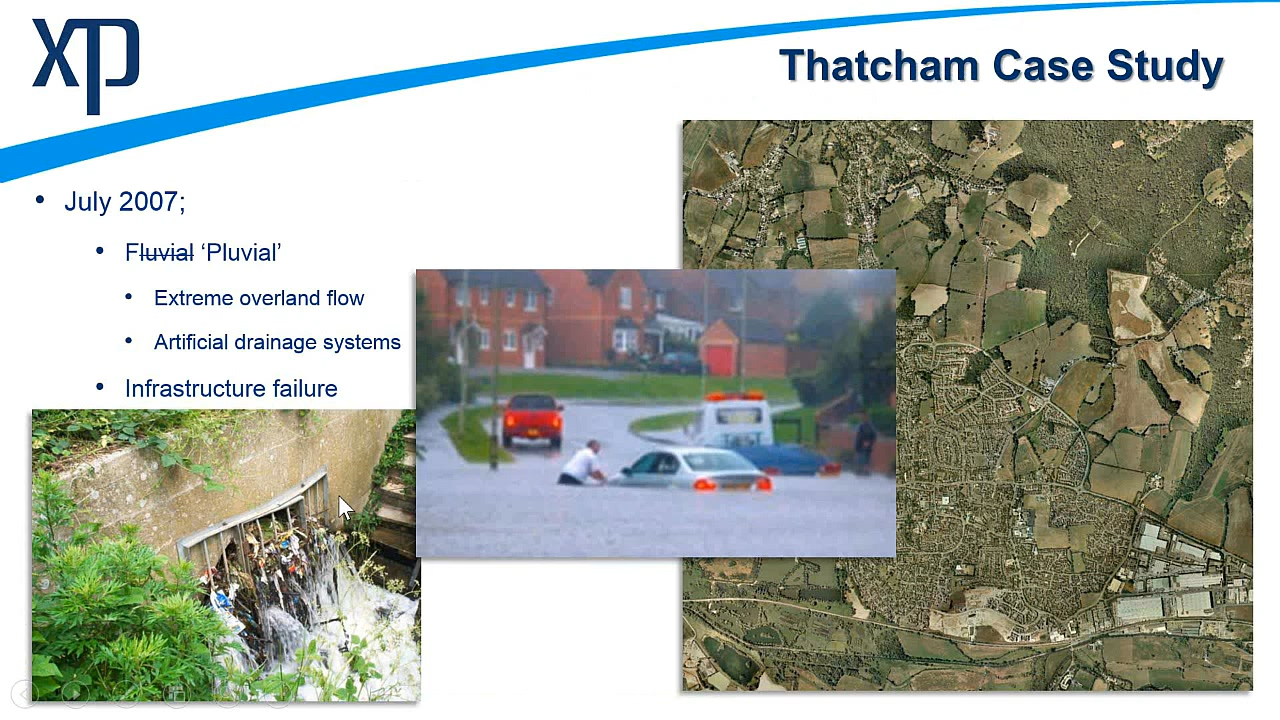 xp
Thatcham Case Study
• July 2007;
• Fluvial ‘Pluvial’
• Extreme overland flow
• Artificial drainage systems
• Infrastructure failure